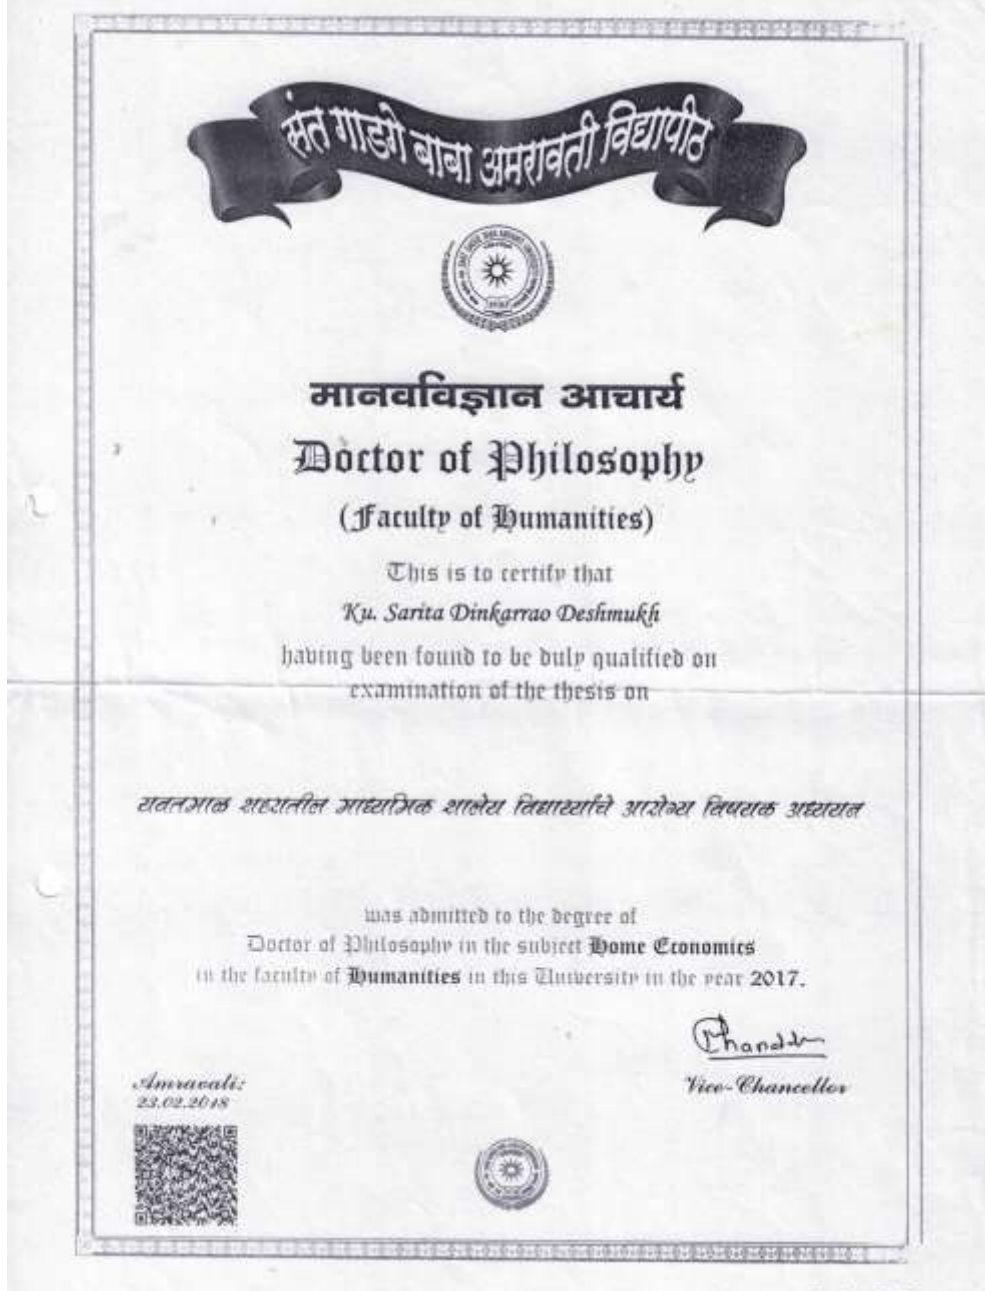 संत गाडगे बाबा अमरावती विद्यापीठ
मानवविज्ञान आचार्य
Doctor of Philosophy
(Faculty of Humanities)
This is to certify that
Ku. Sarita Dinkarrao Deshmukh
having been found to be duly qualified on
examination of the thesis on
यवतमाळ शहरातील माध्यमिक शालेय विद्यार्थ्यांचे आरोग्य विषयक अध्ययन
was admitted to the degree of
Doctor of Philosophy in the subject Home Economics
in the faculty of Humanities in this University in the year 2017.
Vice-Chancellor
Amravati:
23.02.2018